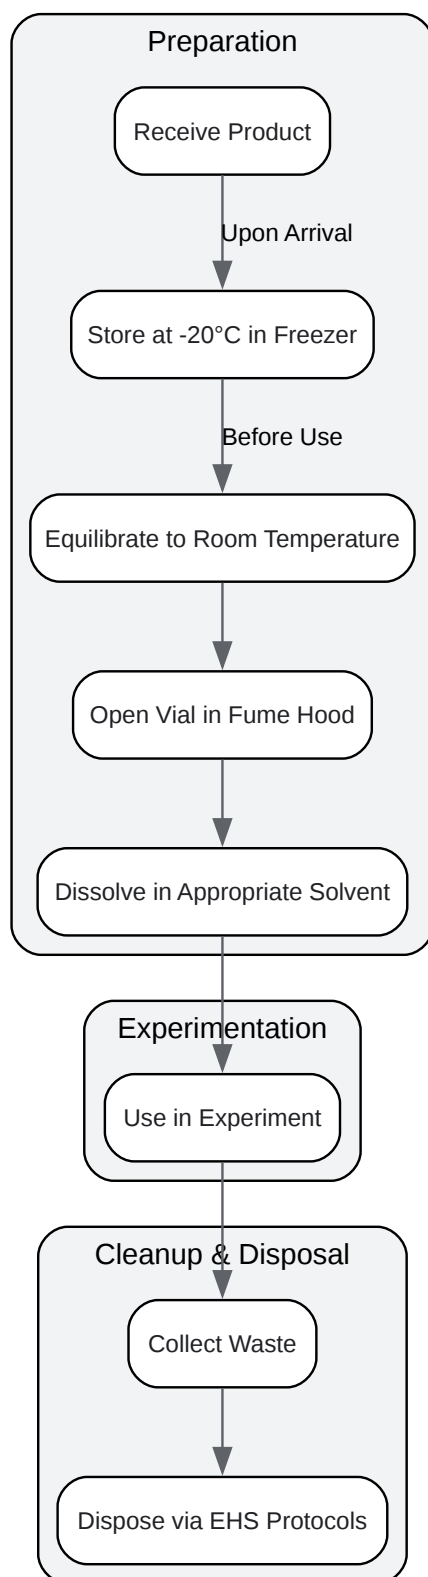 Preparation
Receive Product
Upon Arrival
Store at -20°C in Freezer
Before Use
Equilibrate to Room Temperature
Open Vial in Fume Hood
Dissolve in Appropriate Solvent
Experimentation
Use in Experiment
Cleanup & Disposal
Collect Waste
Dispose via EHS Protocols